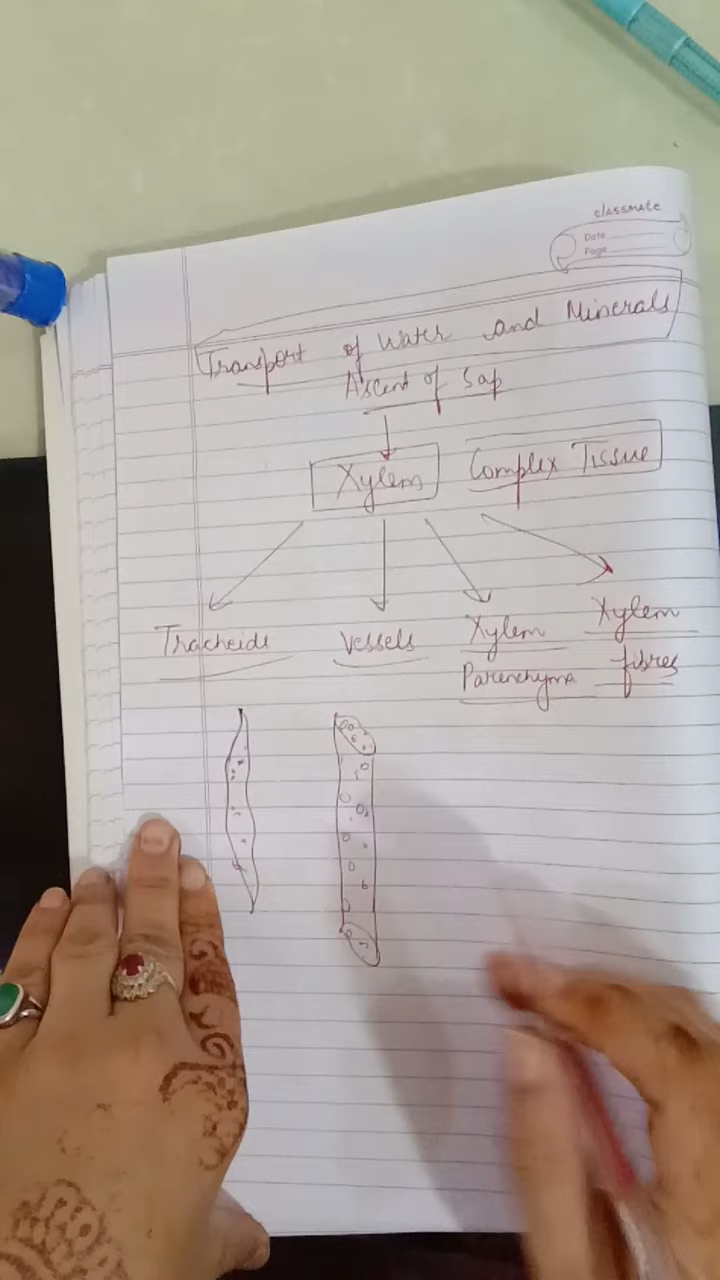 classmate
Date
Page
Transport of Water and Minerals
Ascent of Sap
Xylem Complex Tissue
Tracheids Vessels Xylem Parenchyma Xylem fibres